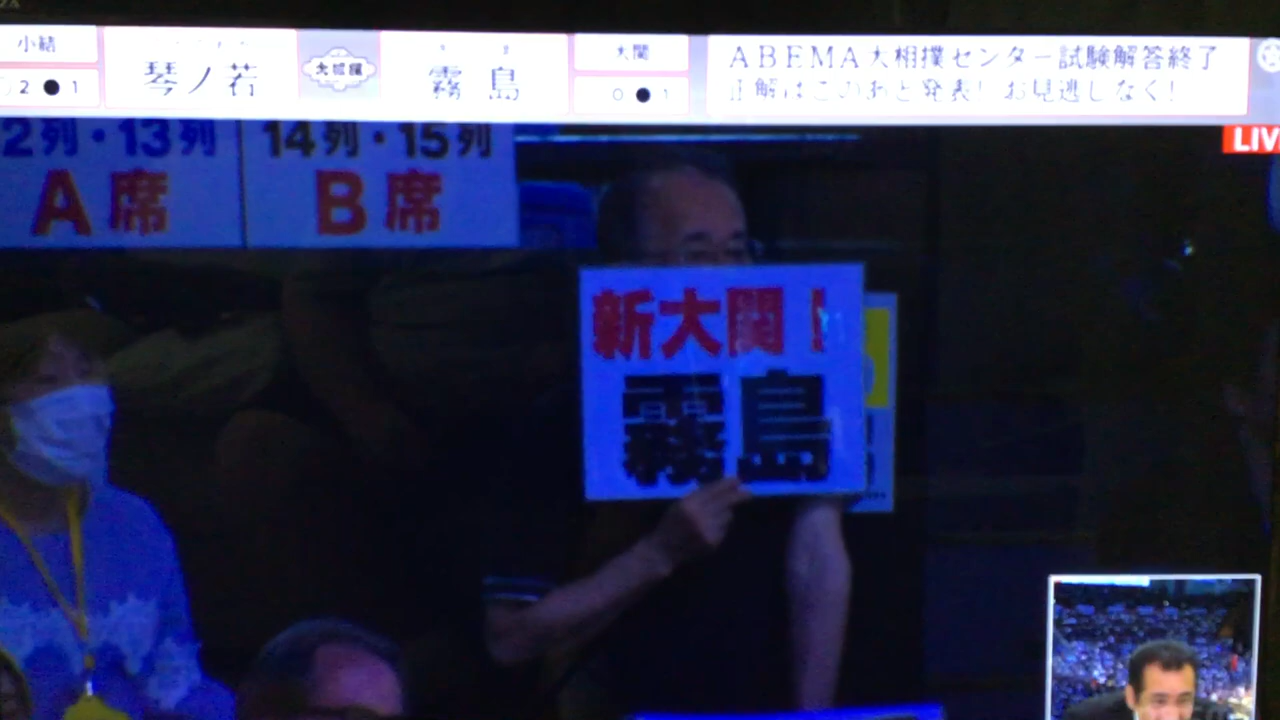 小結
2 ● 1
琴ノ若
大相撲
霧島
大関
0 ● 1
ABEMA大相撲センター試験解答終了
正解はこのあと発表! お見逃しなく!
LIV
2列・13列
A席
14列・15列
B席
新大関!
霧島